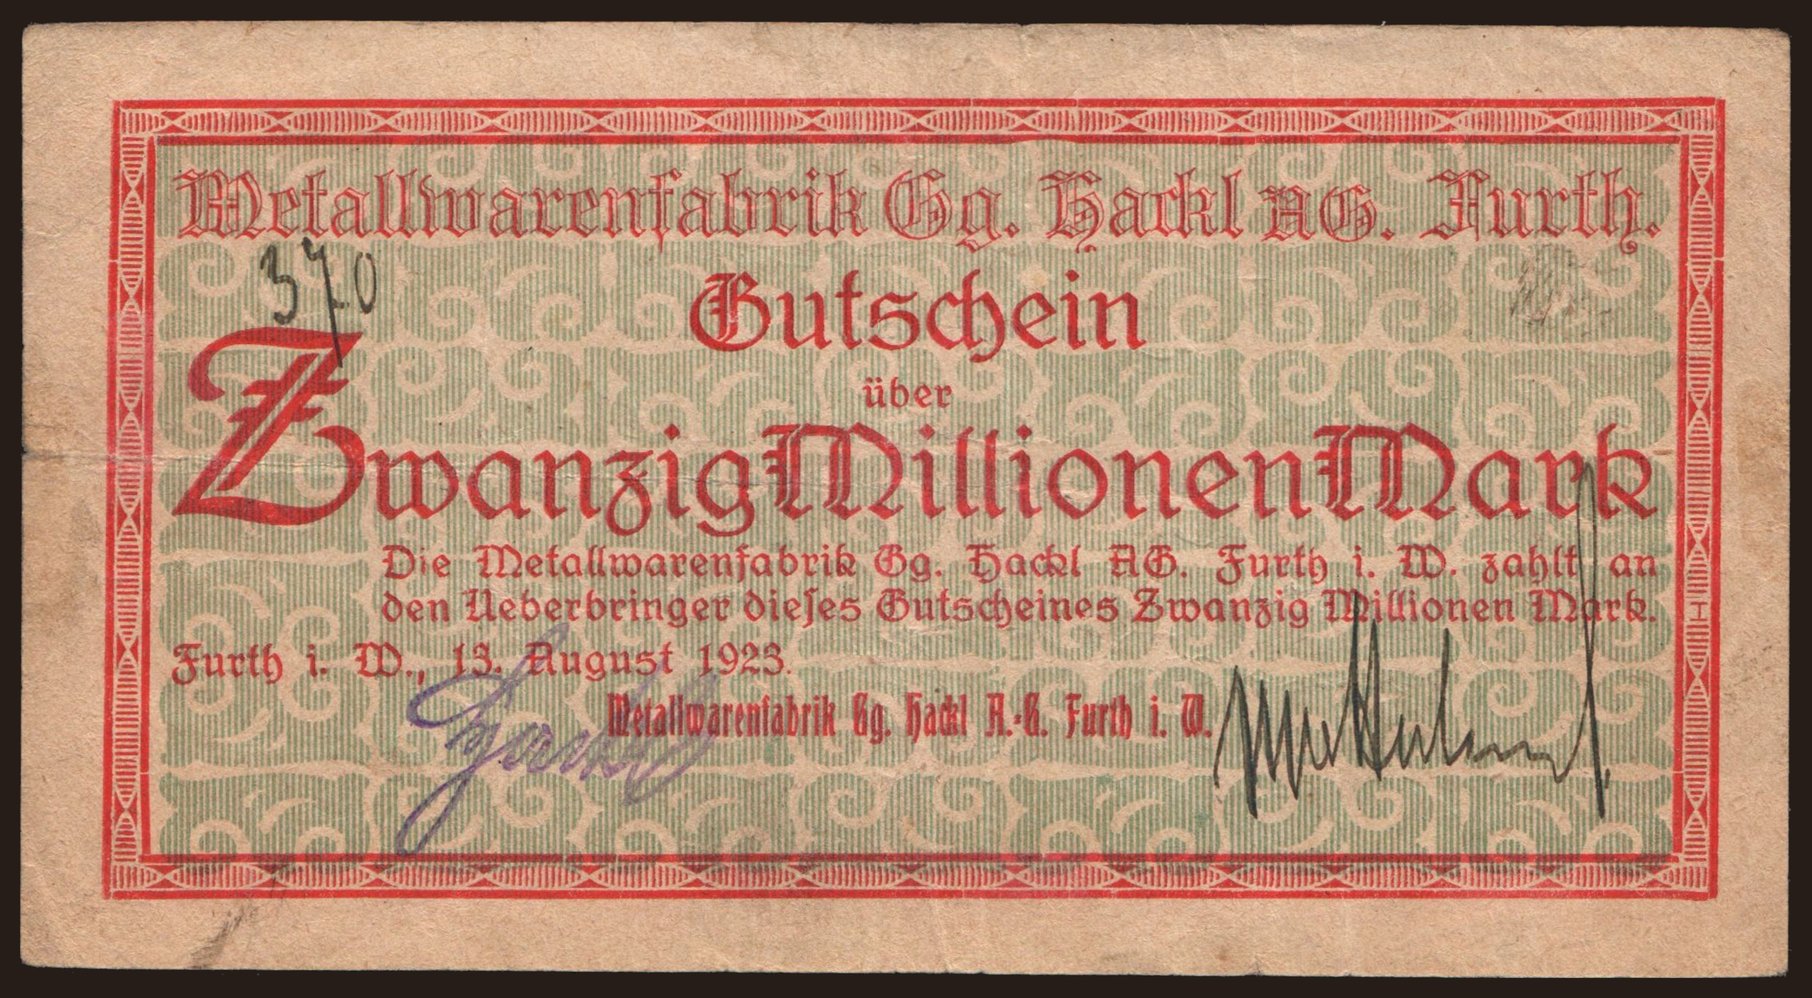 Metallwarenfabrik Gg. Hackl AG. Furth.
370
Gutschein
über
Zwanzig Millionen Mark
Die Metallwarenfabrik Gg. Hackl AG. Furth i. W. zahlt an
den Ueberbringer dieses Gutscheines Zwanzig Millionen Mark.
Furth i. W., 13. August 1923.
Metallwarenfabrik Gg. Hackl A.-G. Furth i. W.